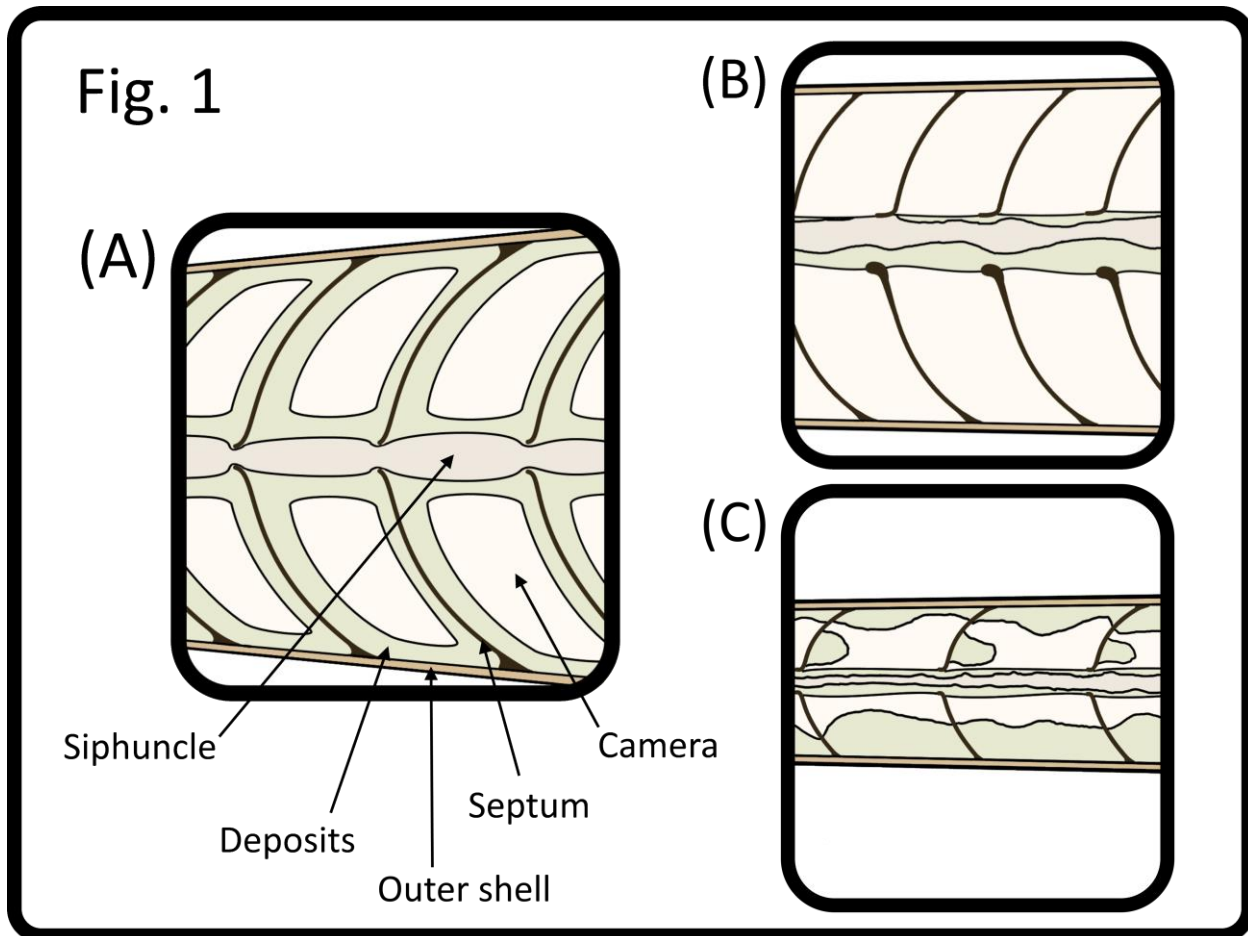 Fig. 1
(A)
Siphuncle
Deposits
Outer shell
Septum
Camera
(B)
(C)